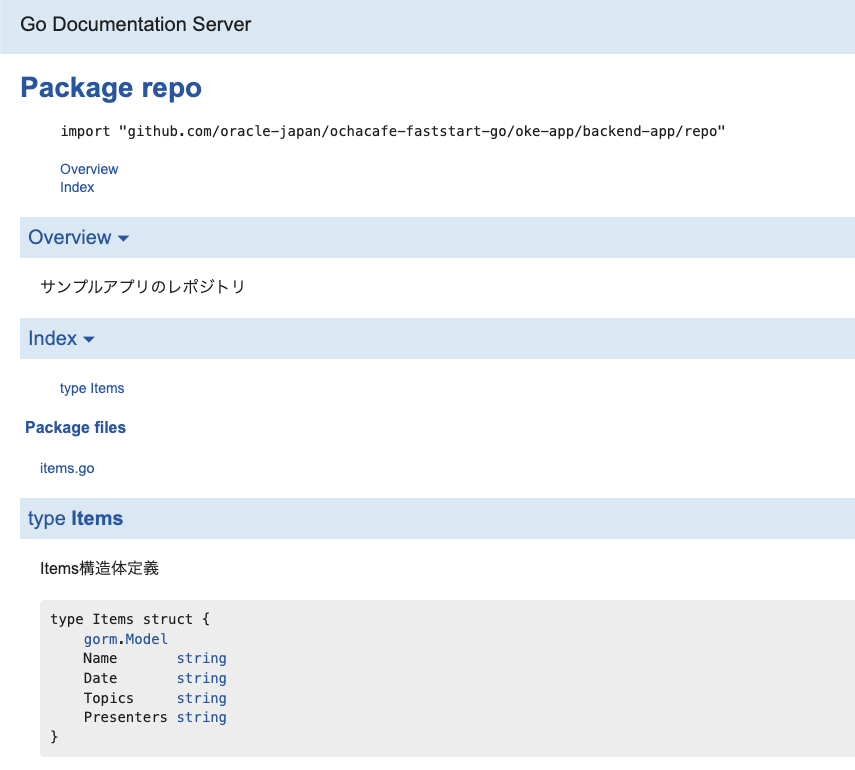 Go Documentation Server
Package repo
import "github.com/oracle-japan/ochacafe-faststart-go/oke-app/backend-app/repo"
Overview
Index
Overview
サンプルアプリのレポジトリ
Index
type Items
Package files
items.go
type Items
Items構造体定義
type Items struct {
    gorm.Model
    Name       string
    Date       string
    Topics     string
    Presenters string
}